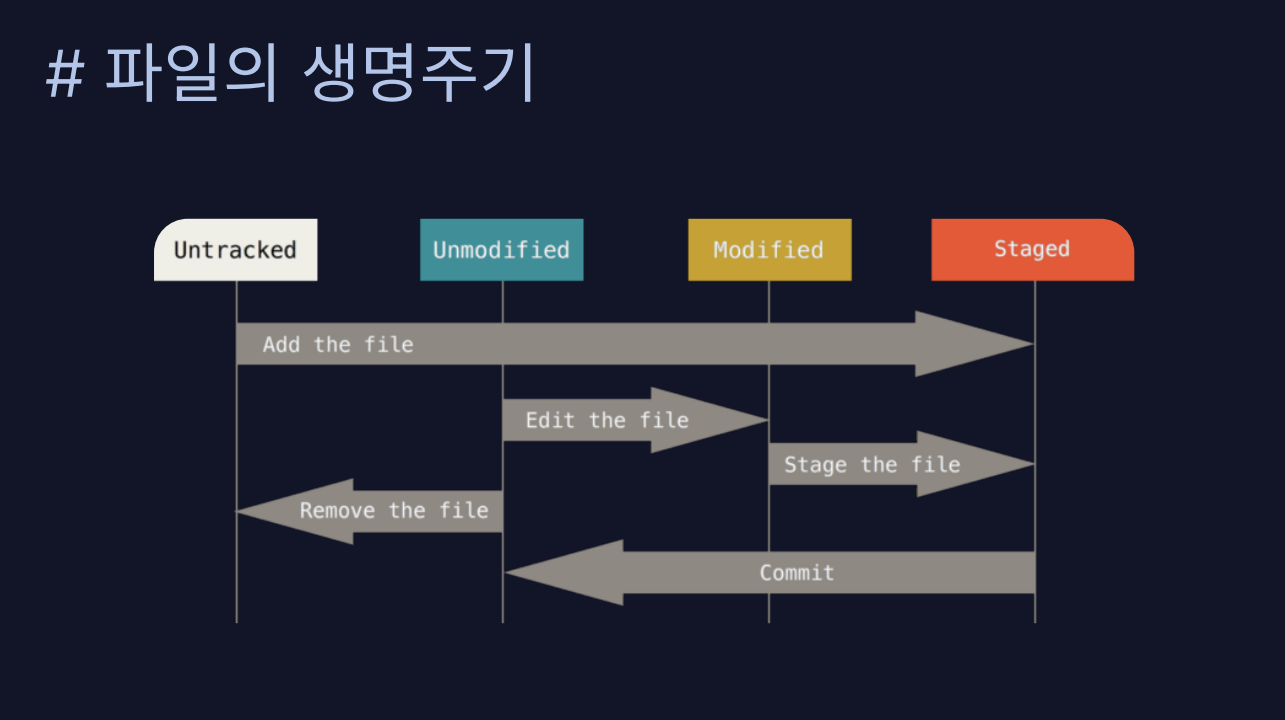 # 파일의 생명주기
Untracked
Unmodified
Modified
Staged
Add the file
Edit the file
Stage the file
Remove the file
Commit